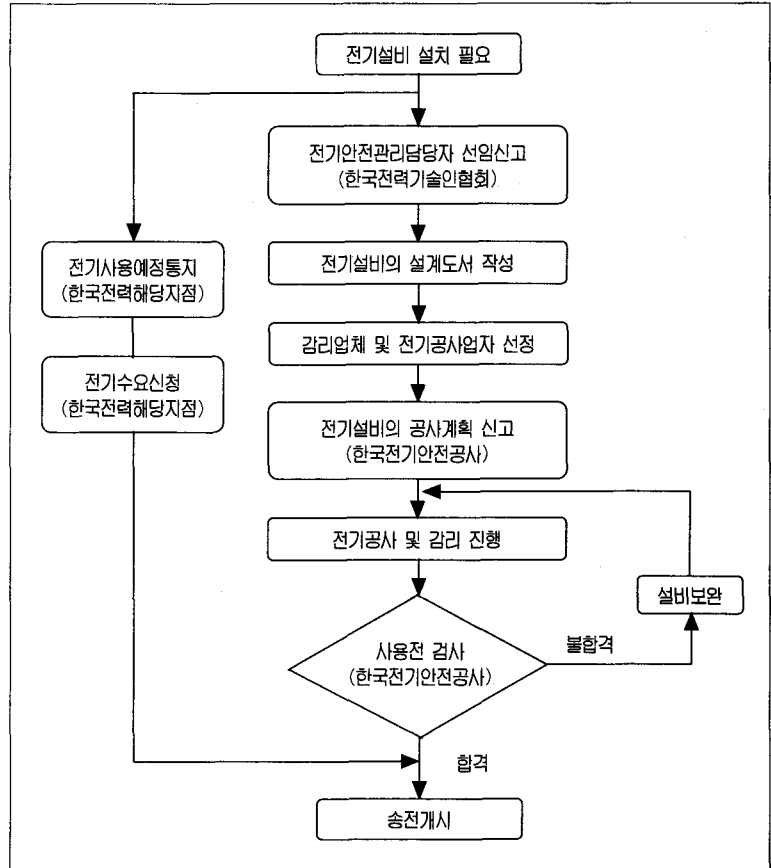 전기설비 설치 필요
전기안전관리담당자 선임신고
(한국전력기술인협회)
전기사용예정통지
(한국전력해당지점)
전기설비의 설계도서 작성
감리업체 및 전기공사업자 선정
전기수요신청
(한국전력해당지점)
전기설비의 공사계획 신고
(한국전기안전공사)
전기공사 및 감리 진행
설비보완
사용전 검사
(한국전기안전공사)
불합격
합격
송전개시